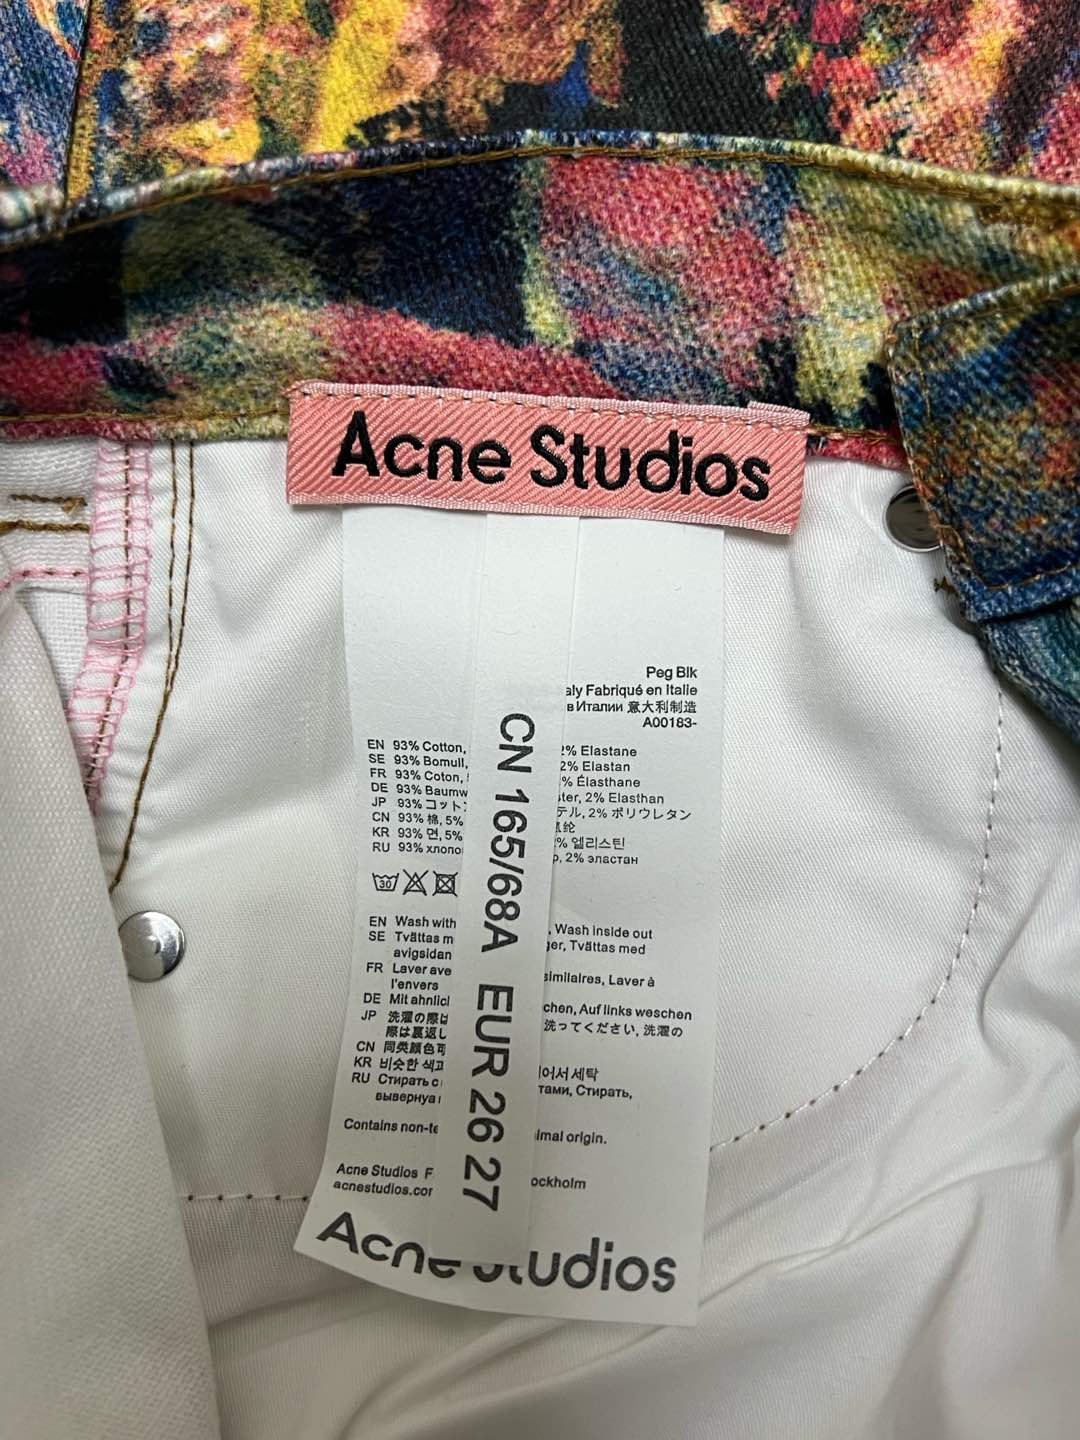 Acne Studios
Peg Blk
aly Fabriqué en Italie
в Италии 意大利制造
A00183-
EN 93% Cotton, 2% Elastane
SE 93% Bomull, 2% Elastan
FR 93% Coton, % Élasthane
DE 93% Baumw ster, 2% Elasthan
JP 93% コットン テル, 2% ポリウレタン
CN 93% 棉, 5% 纶
KR 93% 면, 5% % 엘리스틴
RU 93% хлопо р, 2% эластан
30
EN Wash with , Wash inside out
SE Tvättas m ger, Tvättas med
avigsidan
FR Laver ave similaires, Laver à
l'envers
DE Mit ähnlicl chen, Auf links weschen
JP 洗濯の際は 洗ってください, 洗濯の
際は裏返し
CN 同类颜色可
KR 비슷한 색고 어서 세탁
RU Стирать с тами, Стирать,
вывернуа
Contains non-te imal origin.
Acne Studios F ockholm
acnestudios.cor
Acne Studios
CN 165/68A EUR 26 27